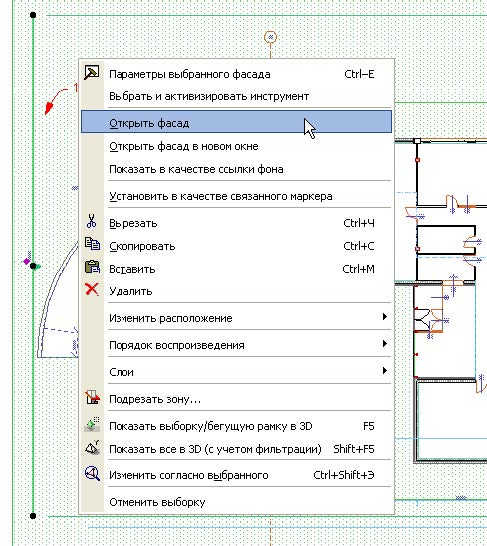 1
Параметры выбранного фасада Ctrl–E
Выбрать и активизировать инструмент
Открыть фасад
Открыть фасад в новом окне
Показать в качестве ссылки фона
Установить в качестве связанного маркера
Вырезать Ctrl+Ч
Скопировать Ctrl+C
Вставить Ctrl+M
Удалить
Изменить расположение
Порядок воспроизведения
Слои
Подрезать зону...
Показать выборку/бегущую рамку в 3D F5
Показать все в 3D (с учетом фильтрации) Shift+F5
Изменить согласно выбранного Ctrl+Shift+Э
Отменить выборку